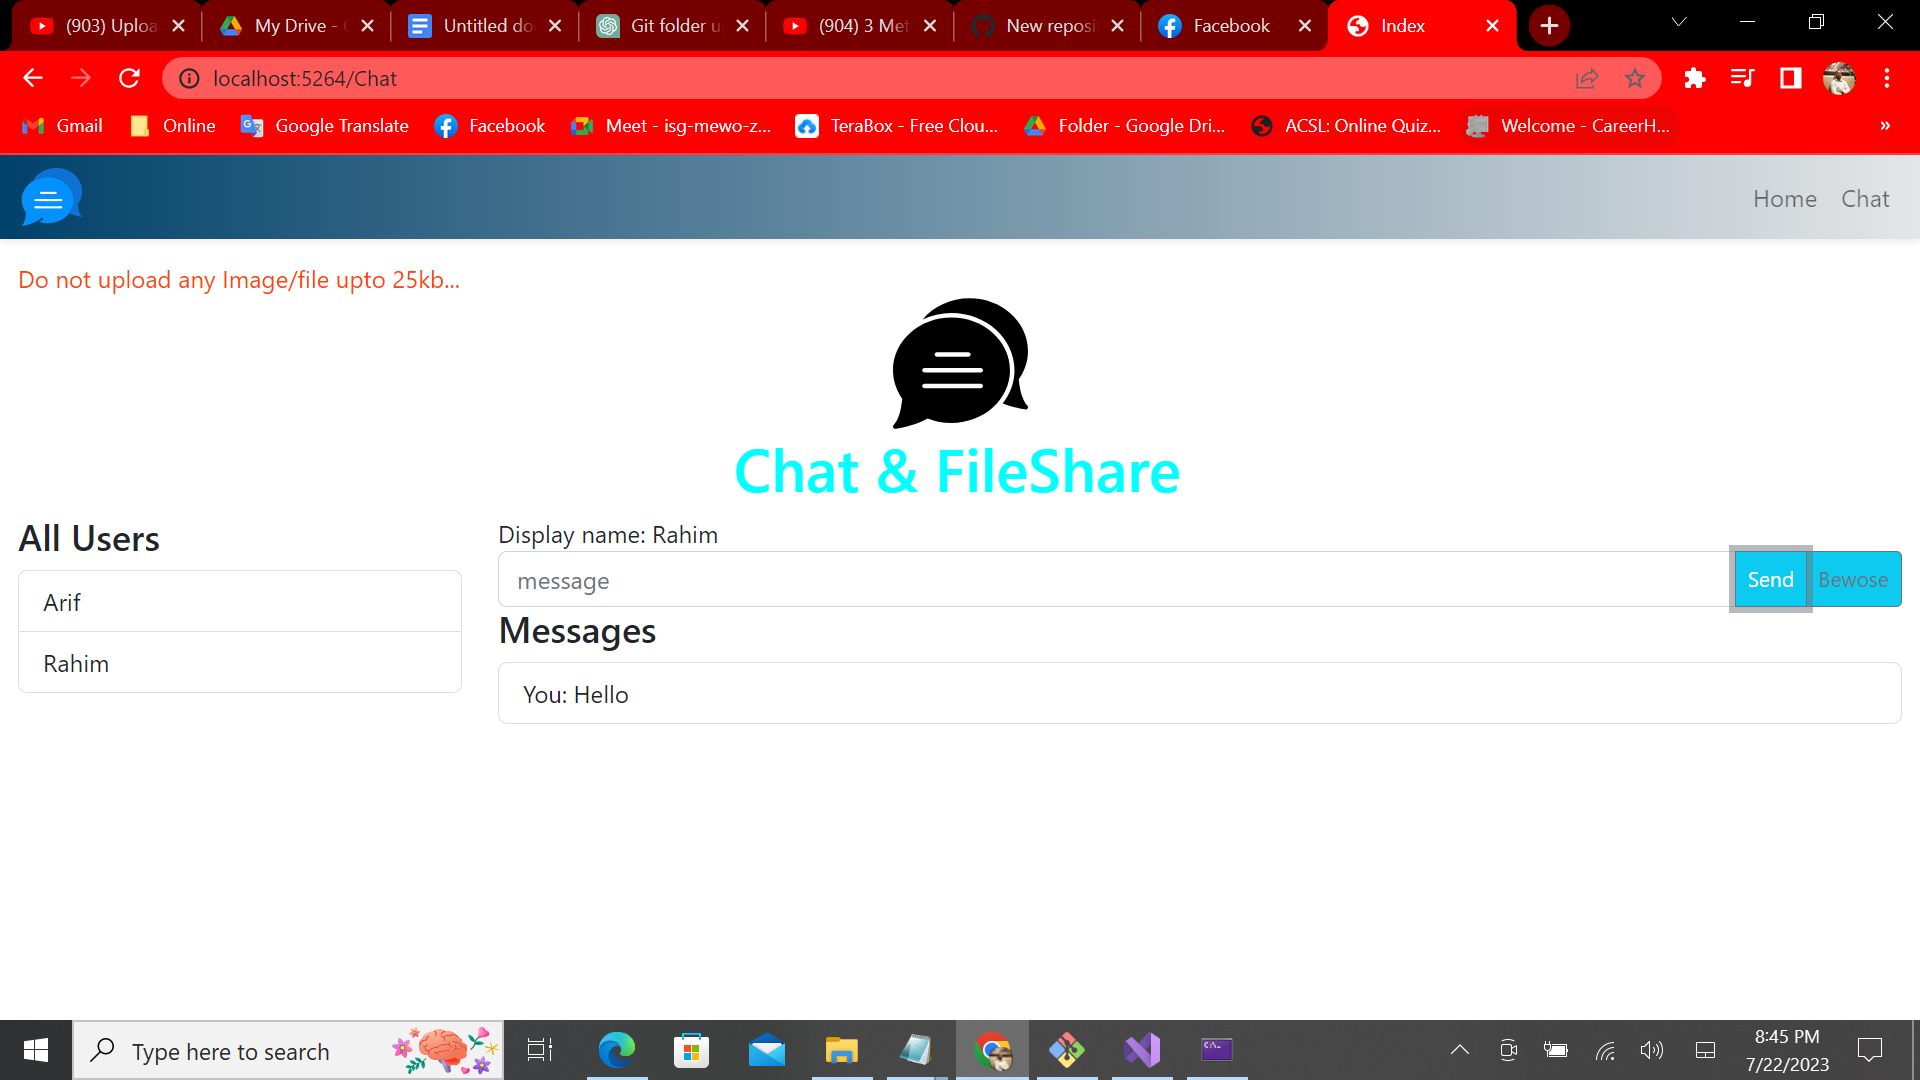 (903) Uploa
My Drive -
Untitled do
Git folder u
(904) 3 Met
New reposi
Facebook
Index
localhost:5264/Chat
Gmail
Online
Google Translate
Facebook
Meet - isg-mewo-z...
TeraBox - Free Clou...
Folder - Google Dri...
ACSL: Online Quiz...
Welcome - CareerH...
»
Home
Chat
Do not upload any Image/file upto 25kb...
Chat & FileShare
All Users
Arif
Rahim
Display name: Rahim
message
Send
Bewose
Messages
You: Hello
Type here to search
8:45 PM
7/22/2023